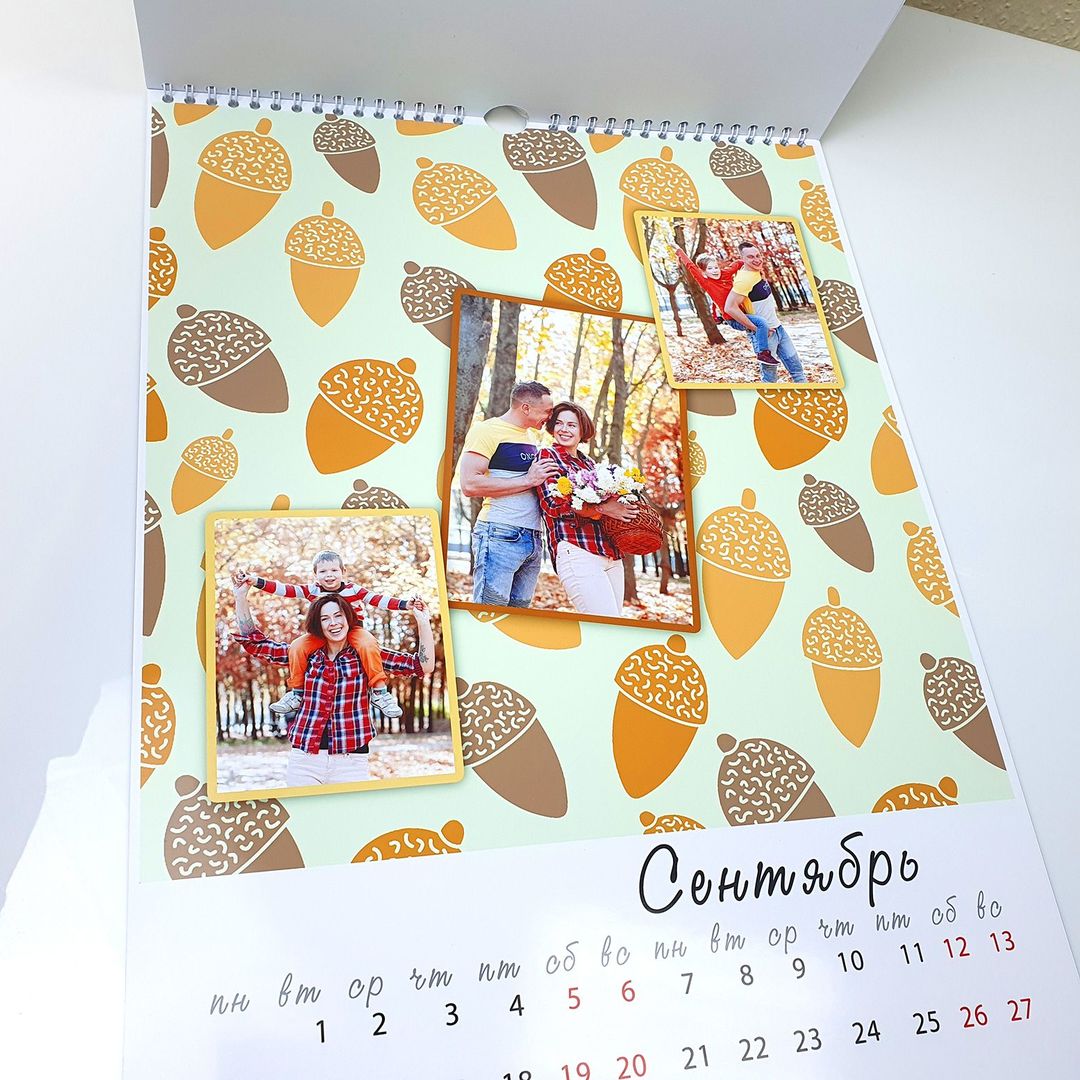 Сентябрь
пн вт ср чт пт сб вс пн вт ср чт пт сб вс
1 2 3 4 5 6 7 8 9 10 11 12 13
18 19 20 21 22 23 24 25 26 27